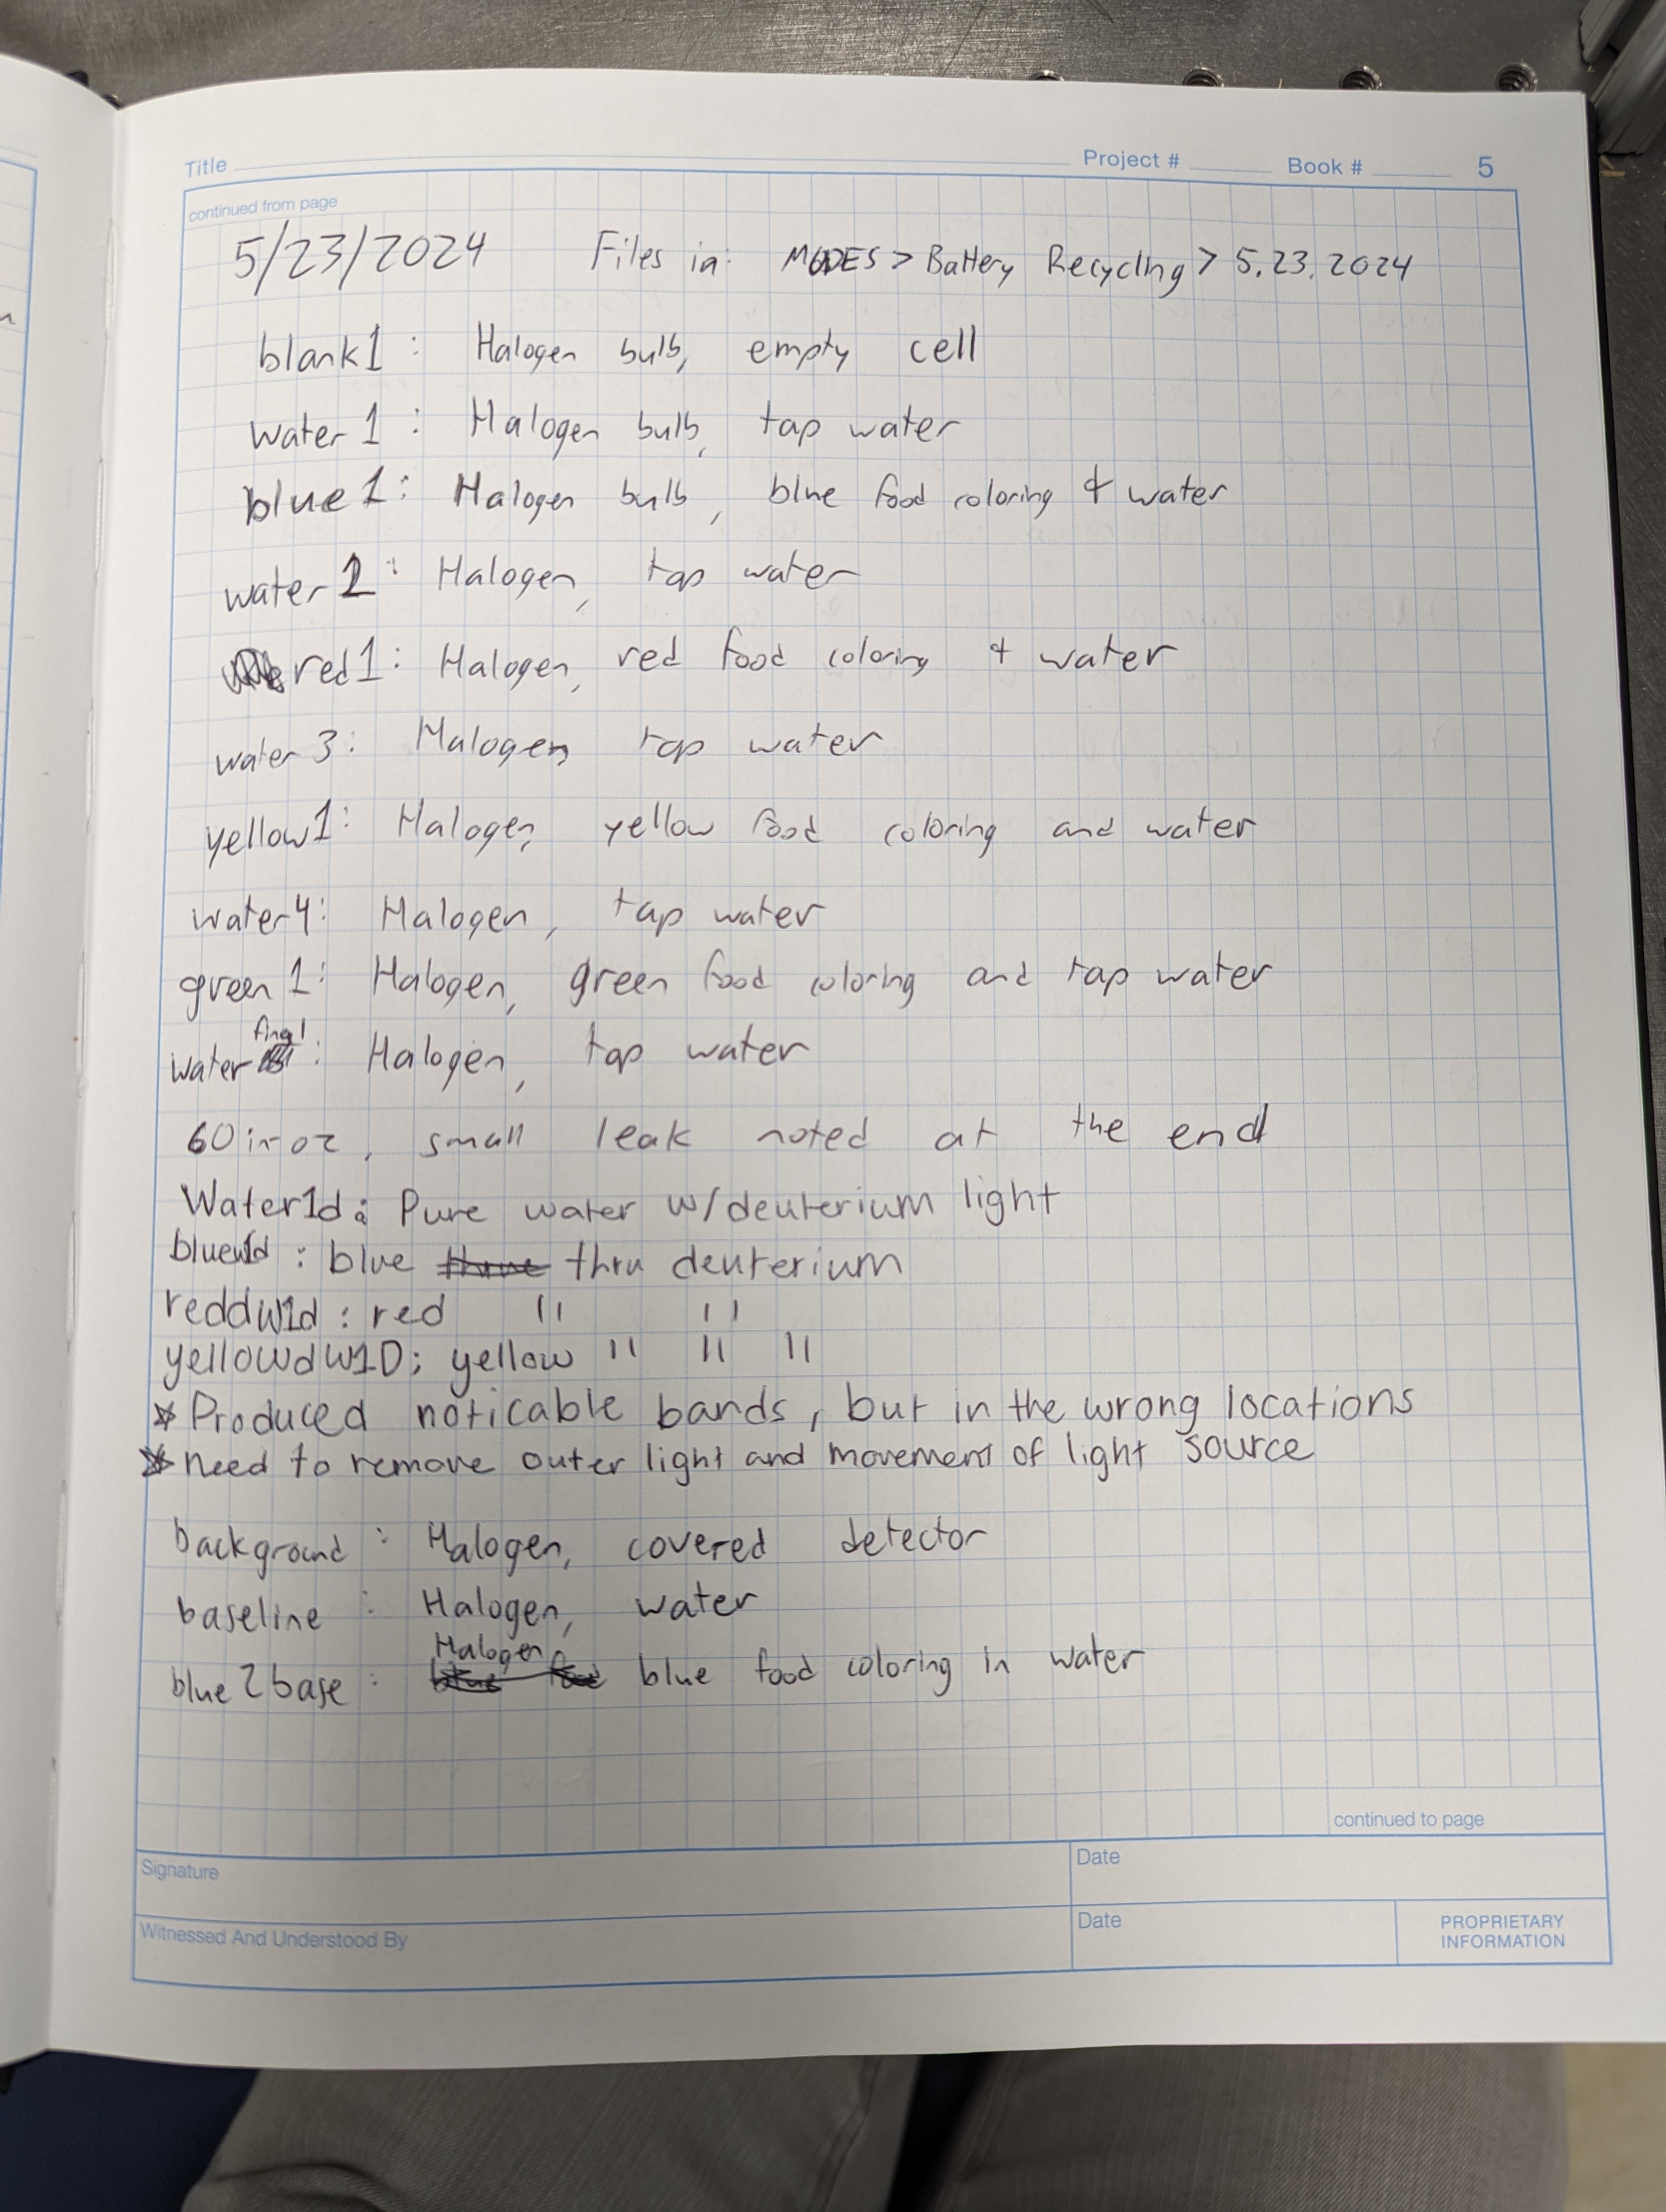 Title Project # Book # 5
continued from page
5/23/2024 Files in: MODES > Battery Recycling > 5.23.2024
blank1: Halogen bulb, empty cell
water 1: Halogen bulb, tap water
blue 1: Halogen bulb, blue food coloring & water
water 2: Halogen, tap water
red1: Halogen, red food coloring & water
water 3: Halogen, tap water
yellow1: Halogen, yellow food coloring and water
water4: Halogen, tap water
green 1: Halogen, green food coloring and tap water
water final: Halogen, tap water
60 in-oz, small leak noted at the end
Water1d: Pure water w/deuterium light
: blue thru deuterium
reddw1d: red " "
yellowdw1D: yellow " " "
* Produced noticable bands, but in the wrong locations
* need to remove outer light and movement of light source
background: Halogen, covered detector
baseline: Halogen, water
blue2base: Halogen blue food coloring in water
continued to page
Signature Date
Witnessed And Understood By Date PROPRIETARY INFORMATION